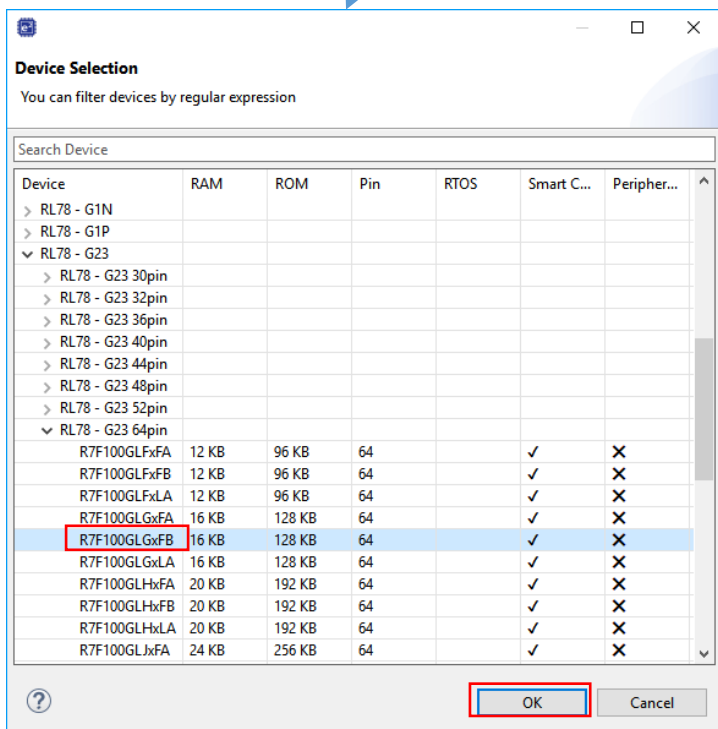 e²
Device Selection
You can filter devices by regular expression
Search Device
Device RAM ROM Pin RTOS Smart C... Peripher...
RL78 - G1N
RL78 - G1P
RL78 - G23
RL78 - G23 30pin
RL78 - G23 32pin
RL78 - G23 36pin
RL78 - G23 40pin
RL78 - G23 44pin
RL78 - G23 48pin
RL78 - G23 52pin
RL78 - G23 64pin
R7F100GLFxFA 12 KB 96 KB 64 ✓ ✕
R7F100GLFxFB 12 KB 96 KB 64 ✓ ✕
R7F100GLFxLA 12 KB 96 KB 64 ✓ ✕
R7F100GLGxFA 16 KB 128 KB 64 ✓ ✕
R7F100GLGxFB 16 KB 128 KB 64 ✓ ✕
R7F100GLGxLA 16 KB 128 KB 64 ✓ ✕
R7F100GLHxFA 20 KB 192 KB 64 ✓ ✕
R7F100GLHxFB 20 KB 192 KB 64 ✓ ✕
R7F100GLHxLA 20 KB 192 KB 64 ✓ ✕
R7F100GLJxFA 24 KB 256 KB 64 ✓ ✕
? OK Cancel